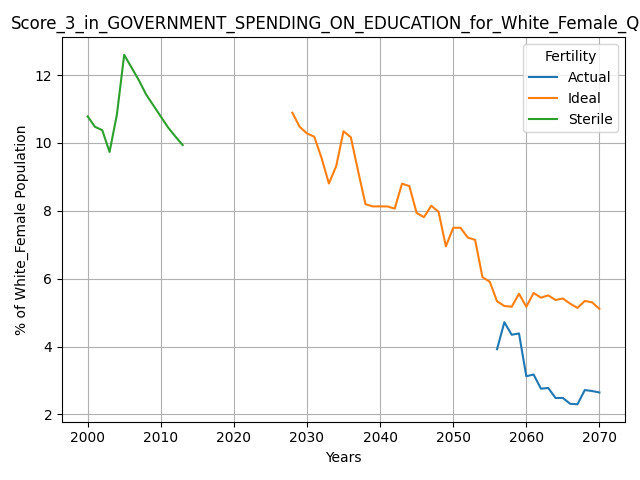 Score_3_in_GOVERNMENT_SPENDING_ON_EDUCATION_for_White_Female_Q
Fertility
Actual
Ideal
Sterile
% of White_Female Population
12
10
8
6
4
2
2000 2010 2020 2030 2040 2050 2060 2070
Years